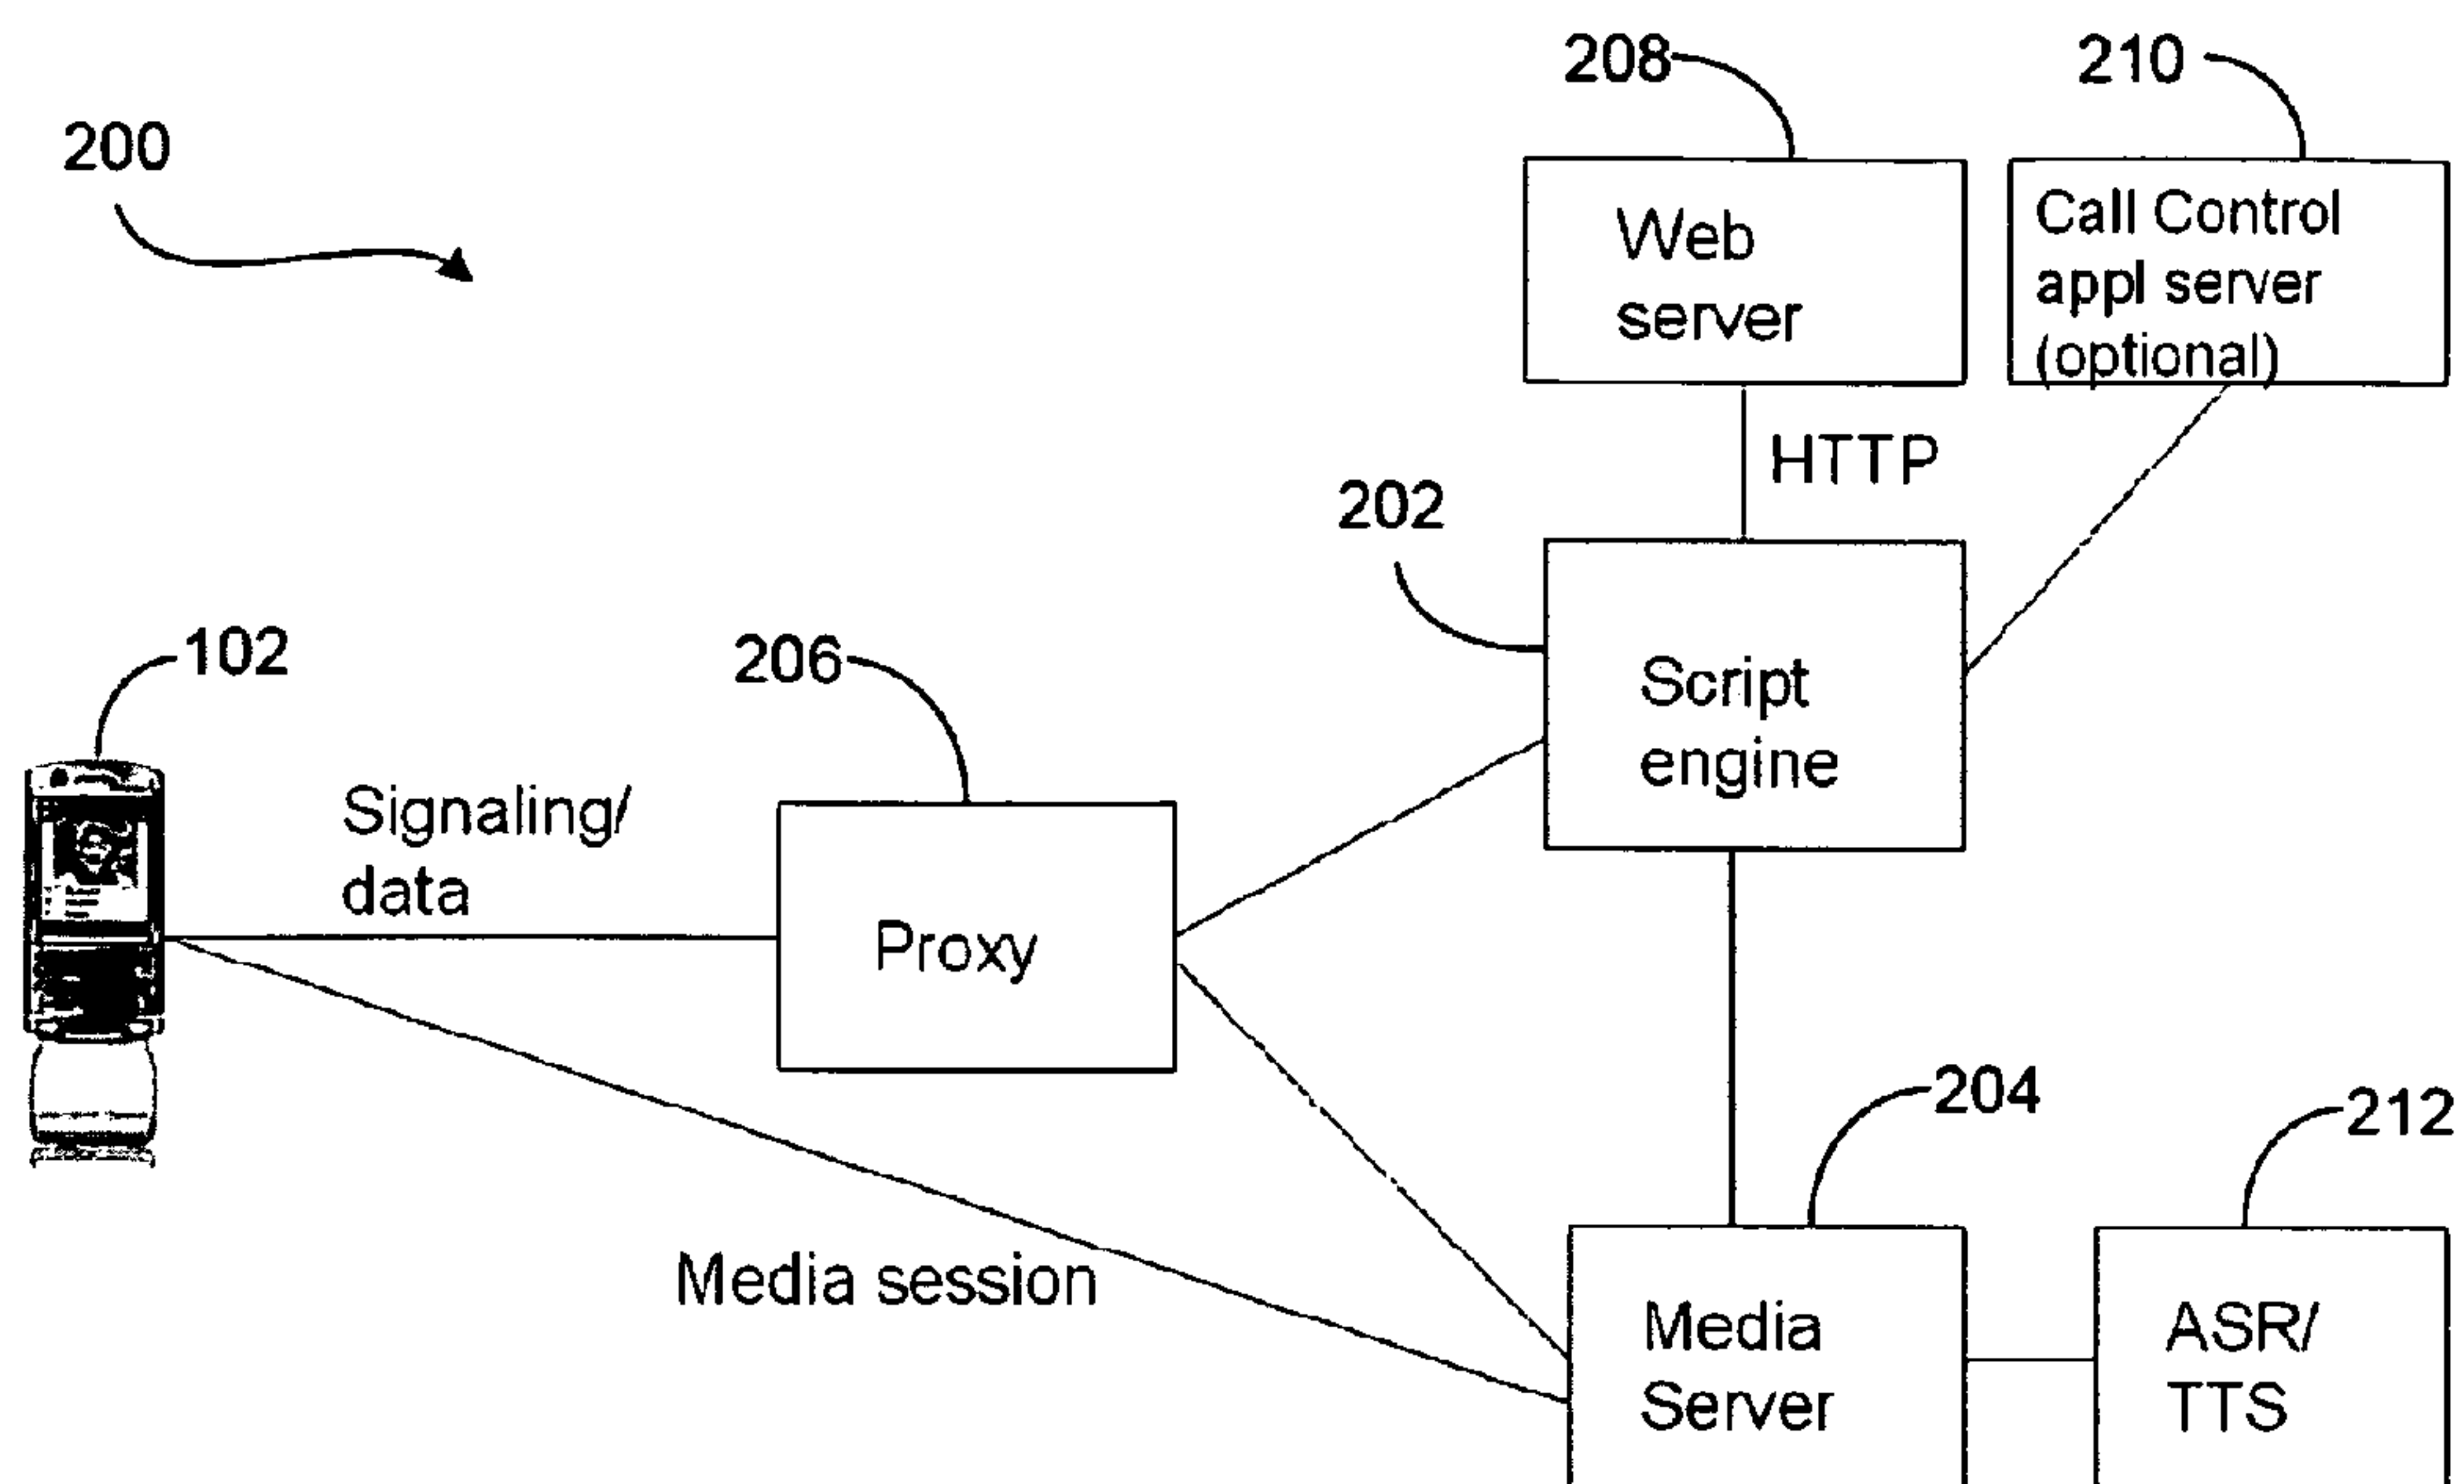 208
210
200
Web
server
Call Control
appl server
(optional)
HTTP
202
102
206
Script
engine
Signaling/
data
Proxy
204
212
Media session
Media
Server
ASR/
TTS